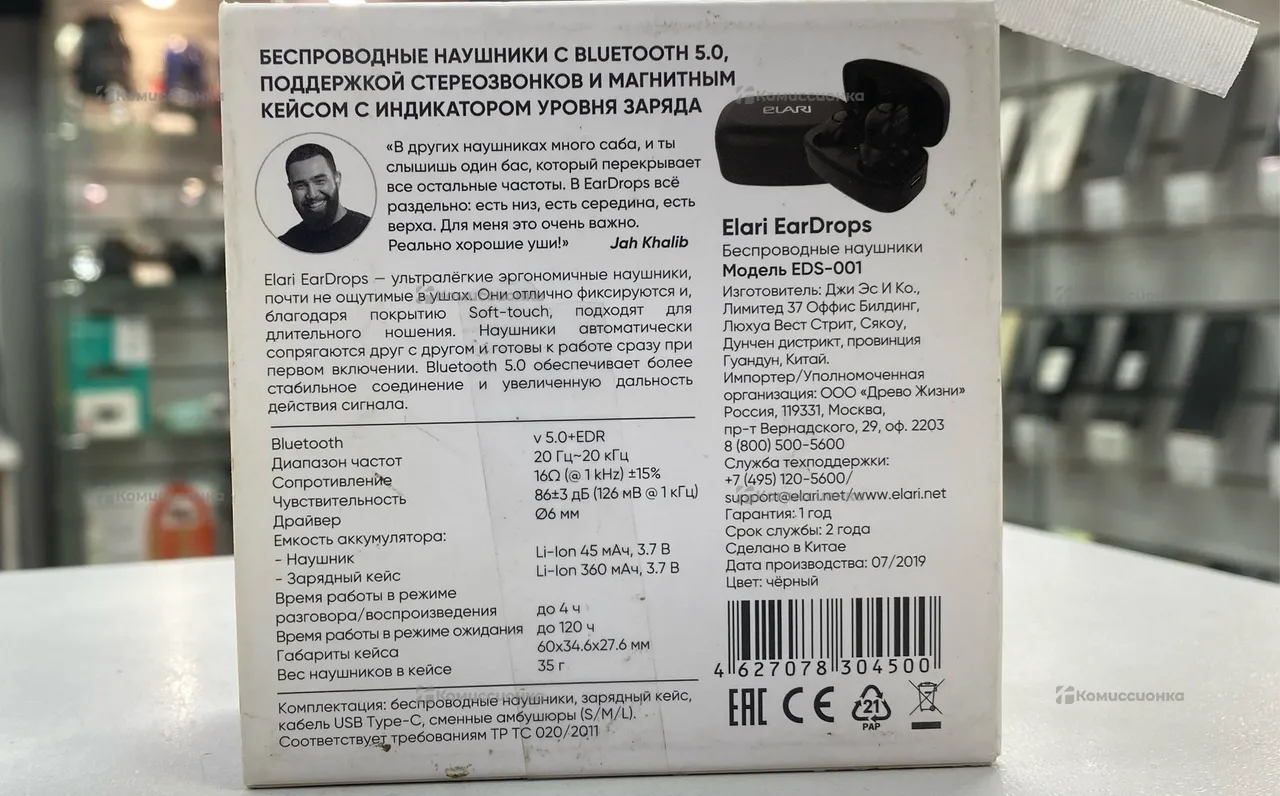 БЕСПРОВОДНЫЕ НАУШНИКИ С BLUETOOTH 5.0,
ПОДДЕРЖКОЙ СТЕРЕОЗВОНКОВ И МАГНИТНЫМ
КЕЙСОМ С ИНДИКАТОРОМ УРОВНЯ ЗАРЯДА
«В других наушниках много саба, и ты
слышишь один бас, который перекрывает
все остальные частоты. В EarDrops всё
раздельно: есть низ, есть середина, есть
верха. Для меня это очень важно.
Реально хорошие уши!» Jah Khalib
Elari EarDrops — ультралёгкие эргономичные наушники,
почти не ощутимые в ушах. Они отлично фиксируются и,
благодаря покрытию Soft-touch, подходят для
длительного ношения. Наушники автоматически
сопрягаются друг с другом и готовы к работе сразу при
первом включении. Bluetooth 5.0 обеспечивает более
стабильное соединение и увеличенную дальность
действия сигнала.
Bluetooth v 5.0+EDR
Диапазон частот 20 Гц~20 кГц
Сопротивление 16Ω (@ 1 kHz) ±15%
Чувствительность 86±3 дБ (126 мВ @ 1 кГц)
Драйвер Ø6 мм
Емкость аккумулятора:
- Наушник Li-Ion 45 мАч, 3.7 В
- Зарядный кейс Li-Ion 360 мАч, 3.7 В
Время работы в режиме
разговора/воспроизведения до 4 ч
Время работы в режиме ожидания до 120 ч
Габариты кейса 60x34.6x27.6 мм
Вес наушников в кейсе 35 г
Комплектация: беспроводные наушники, зарядный кейс,
кабель USB Type-C, сменные амбушюры (S/M/L).
Соответствует требованиям ТР ТС 020/2011
ELARI
Elari EarDrops
Беспроводные наушники
Модель EDS-001
Изготовитель: Джи Эс И Ко.,
Лимитед 37 Оффис Билдинг,
Люхуа Вест Стрит, Сякоу,
Дунчен дистрикт, провинция
Гуандун, Китай.
Импортер/Уполномоченная
организация: ООО «Древо Жизни»
Россия, 119331, Москва,
пр-т Вернадского, 29, оф. 2203
8 (800) 500-5600
Служба техподдержки:
+7 (495) 120-5600/
support@elari.net/www.elari.net
Гарантия: 1 год
Срок службы: 2 года
Сделано в Китае
Дата производства: 07/2019
Цвет: чёрный
4 627078 304500
EAC CE 21
PAP
Комиссионка
Комиссионка
Комиссионка
Комиссионка
Комиссионка
Комиссионка
Комиссионка
Комиссионка
Комиссионка